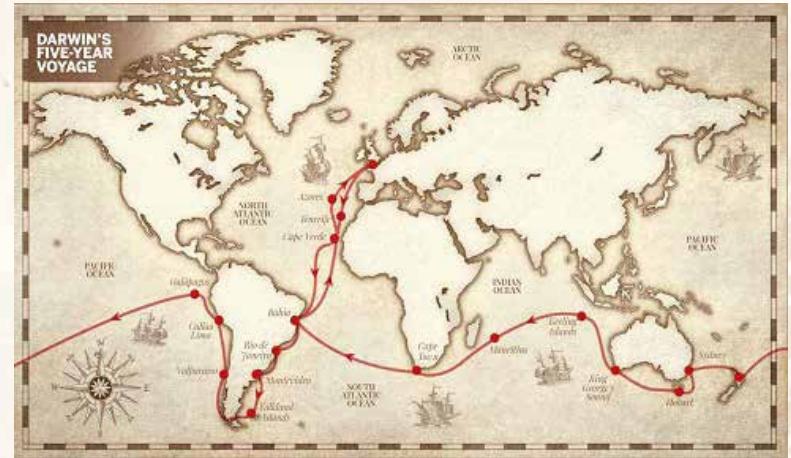 DARWIN'S
FIVE-YEAR
VOYAGE
ARCTIC
OCEAN
NORTH
ATLANTIC
OCEAN
Azores
Tenerife
Cape Verde
PACIFIC
OCEAN
PACIFIC
OCEAN
INDIAN
OCEAN
Galápagos
Callao
Lima
Bahia
Rio de
Janeiro
Valparaiso
Montevideo
Falkland
Islands
SOUTH
ATLANTIC
OCEAN
Cape
Town
Mauritius
Keeling
Islands
King
George's
Sound
Sydney
Hobart
N
W
E
S